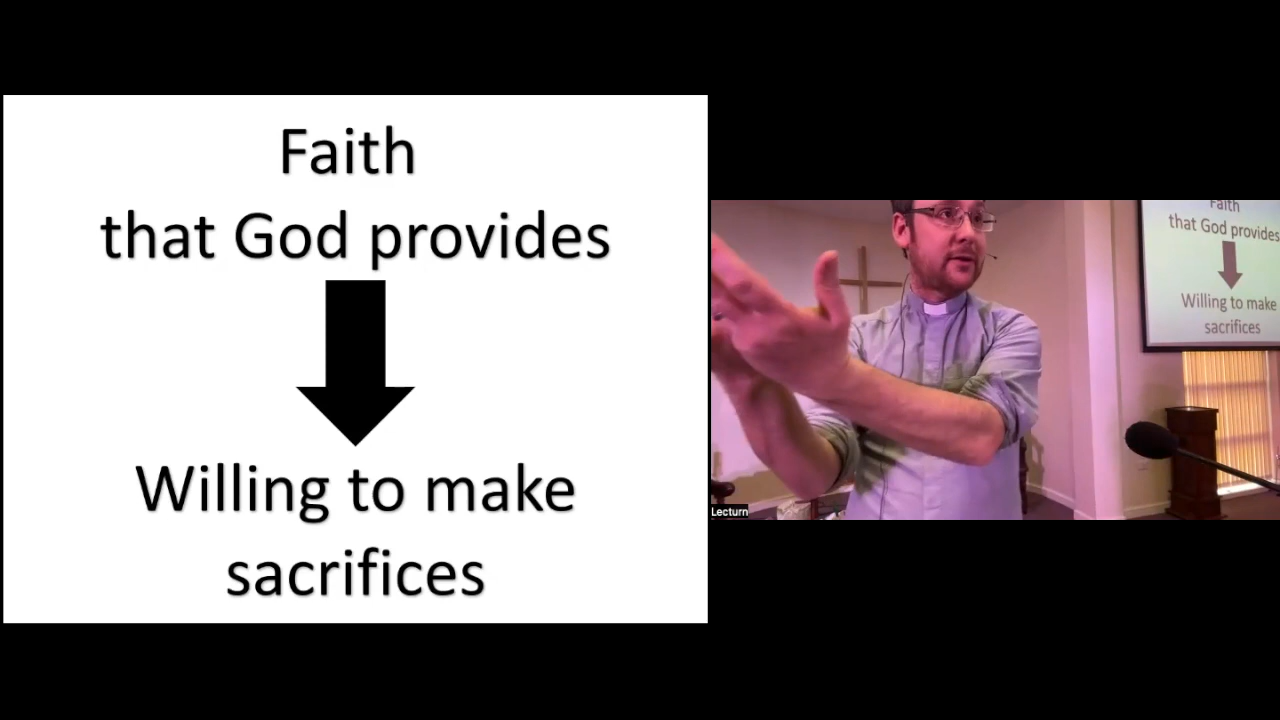 Faith
that God provides
Willing to make
sacrifices
Faith
that God provides
Willing to make
sacrifices
Lecturn